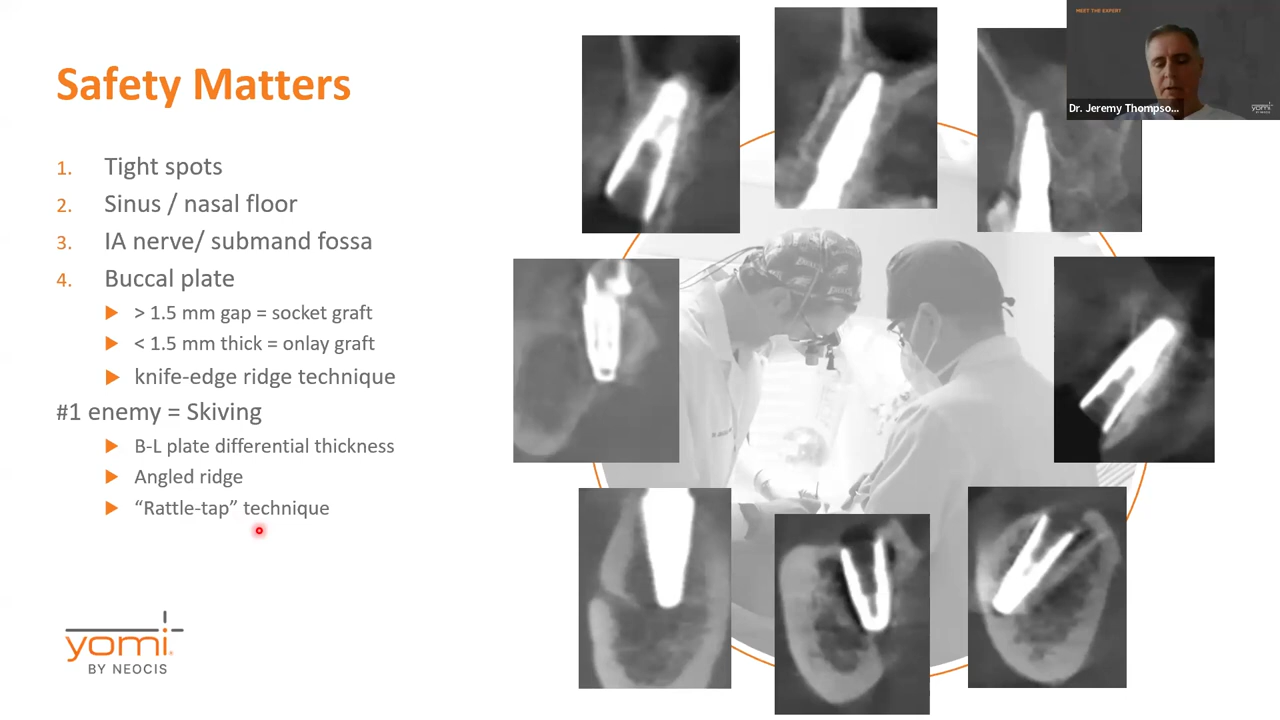 Safety Matters
1. Tight spots
2. Sinus / nasal floor
3. IA nerve/ submand fossa
4. Buccal plate
> 1.5 mm gap = socket graft
< 1.5 mm thick = onlay graft
knife-edge ridge technique
#1 enemy = Skiving
B-L plate differential thickness
Angled ridge
“Rattle-tap” technique
yomi
BY NEOCIS
MEET THE EXPERT
Dr. Jeremy Thompso...
yomi